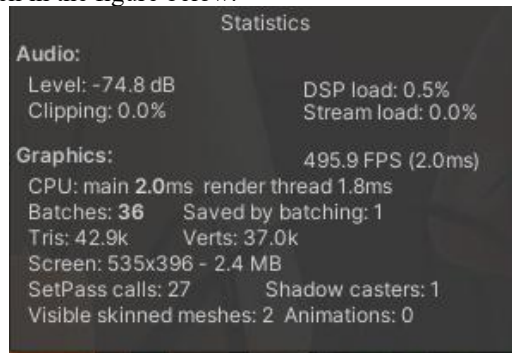 Statistics
Audio:
Level: -74.8 dB DSP load: 0.5%
Clipping: 0.0% Stream load: 0.0%
Graphics: 495.9 FPS (2.0ms)
CPU: main 2.0ms render thread 1.8ms
Batches: 36 Saved by batching: 1
Tris: 42.9k Verts: 37.0k
Screen: 535x396 - 2.4 MB
SetPass calls: 27 Shadow casters: 1
Visible skinned meshes: 2 Animations: 0